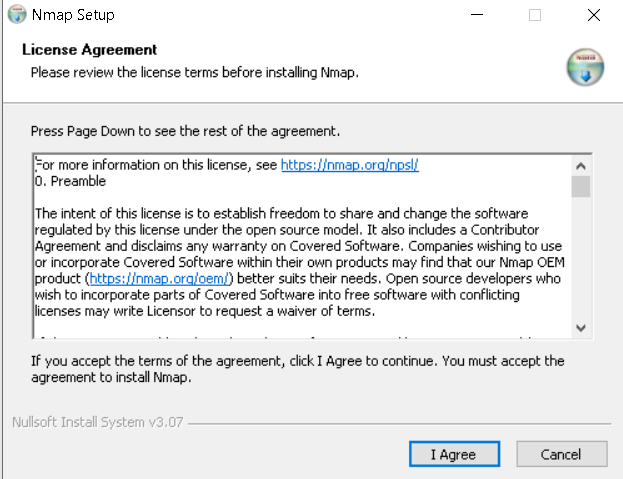 Nmap Setup
License Agreement
Please review the license terms before installing Nmap.
Press Page Down to see the rest of the agreement.
For more information on this license, see https://nmap.org/npsl/
0. Preamble
The intent of this license is to establish freedom to share and change the software
regulated by this license under the open source model. It also includes a Contributor
Agreement and disclaims any warranty on Covered Software. Companies wishing to use
or incorporate Covered Software within their own products may find that our Nmap OEM
product (https://nmap.org/oem/) better suits their needs. Open source developers who
wish to incorporate parts of Covered Software into free software with conflicting
licenses may write Licensor to request a waiver of terms.
If you accept the terms of the agreement, click I Agree to continue. You must accept the
agreement to install Nmap.
Nullsoft Install System v3.07
I Agree
Cancel